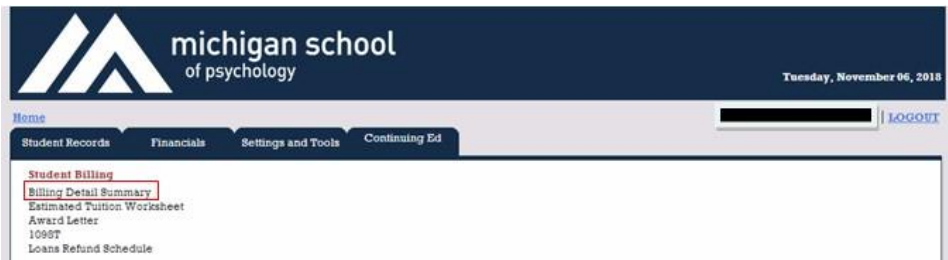 michigan school
of psychology
Tuesday, November 06, 2018
Home
| LOGOUT
Student Records Financials Settings and Tools Continuing Ed
Student Billing
Billing Detail Summary
Estimated Tuition Worksheet
Award Letter
1098T
Loans Refund Schedule